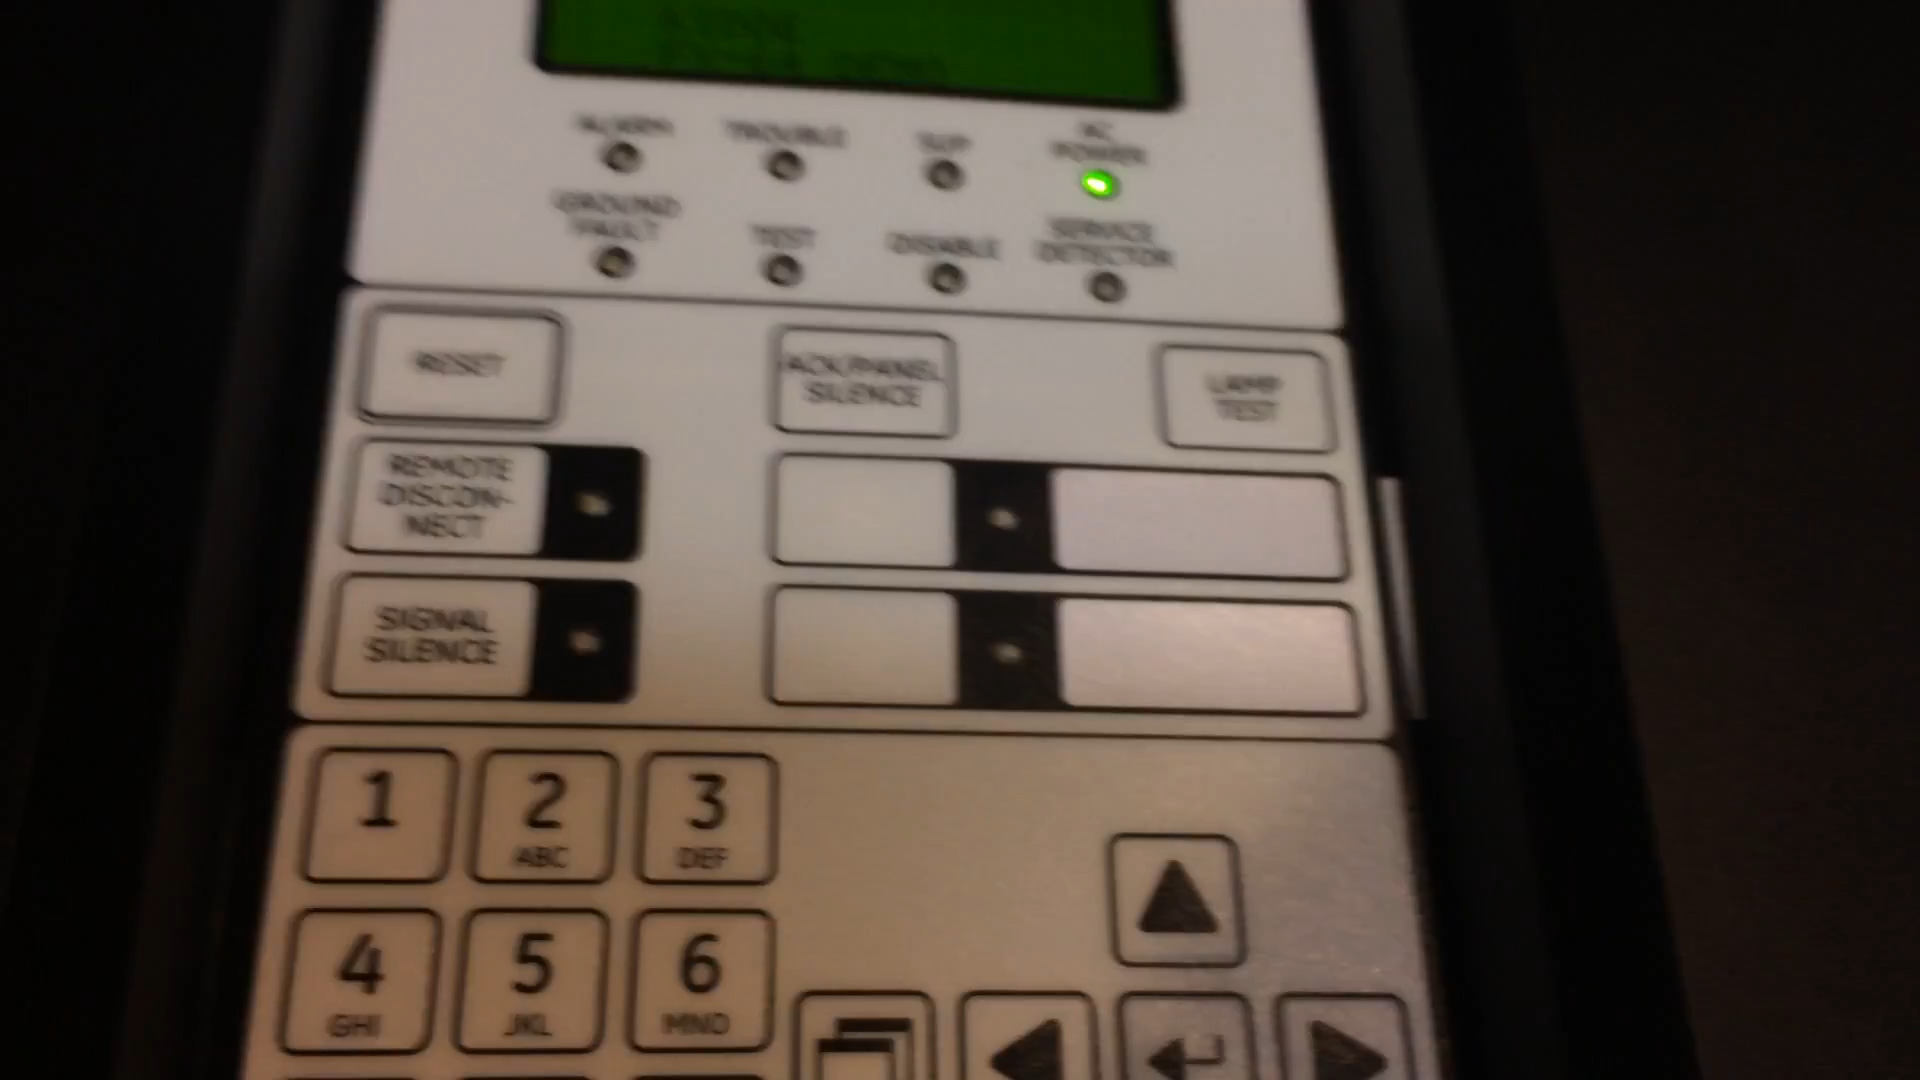 ALARM
TROUBLE
SUP
AC
POWER
GROUND
FAULT
TEST
DISABLE
SERVICE
DETECTOR
RESET
ACK/PANEL
SILENCE
LAMP
TEST
REMOTE
DISCON-
NECT
SIGNAL
SILENCE
1
2
ABC
3
DEF
4
GHI
5
JKL
6
MNO